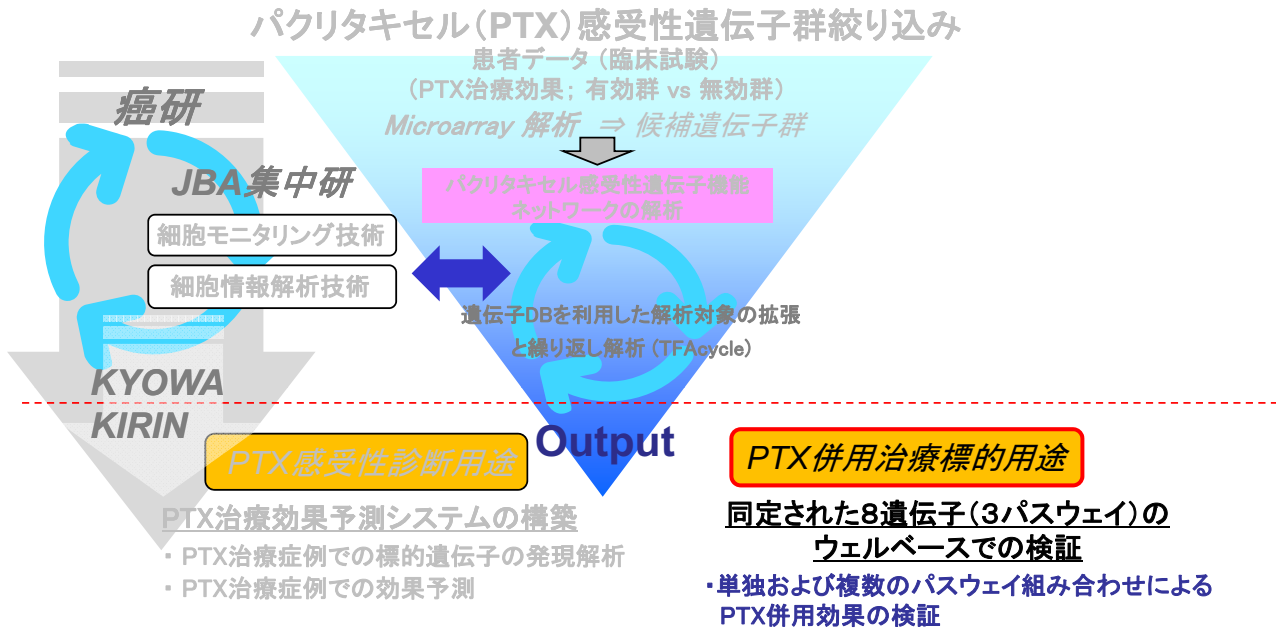 パクリタキセル（PTX）感受性遺伝子群絞り込み
患者データ（臨床試験）
（PTX治療効果； 有効群 vs 無効群）
Microarray 解析 ⇒ 候補遺伝子群
癌研
JBA集中研
細胞モニタリング技術
細胞情報解析技術
パクリタキセル感受性遺伝子機能
ネットワークの解析
遺伝子DBを利用した解析対象の拡張
と繰り返し解析（TFAcycle）
KYOWA
KIRIN
Output
PTX感受性診断用途
PTX治療効果予測システムの構築
・ PTX治療症例での標的遺伝子の発現解析
・ PTX治療症例での効果予測
PTX併用治療標的用途
同定された８遺伝子（３パスウェイ）の
ウェルベースでの検証
・単独および複数のパスウェイ組み合わせによる
PTX併用効果の検証